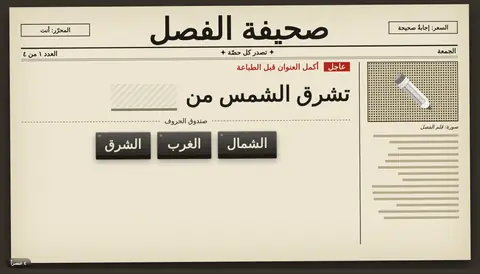 السعر: إجابة صحيحة
صحيفة الفصل
المحرّر: أنت
الجمعة
✦ تصدر كل حصّة ✦
العدد ١ من ٤
عاجل أكمل العنوان قبل الطباعة
تشرق الشمس من
صندوق الحروف
الشمال
الغرب
الشرق
صورة: قلم الفصل